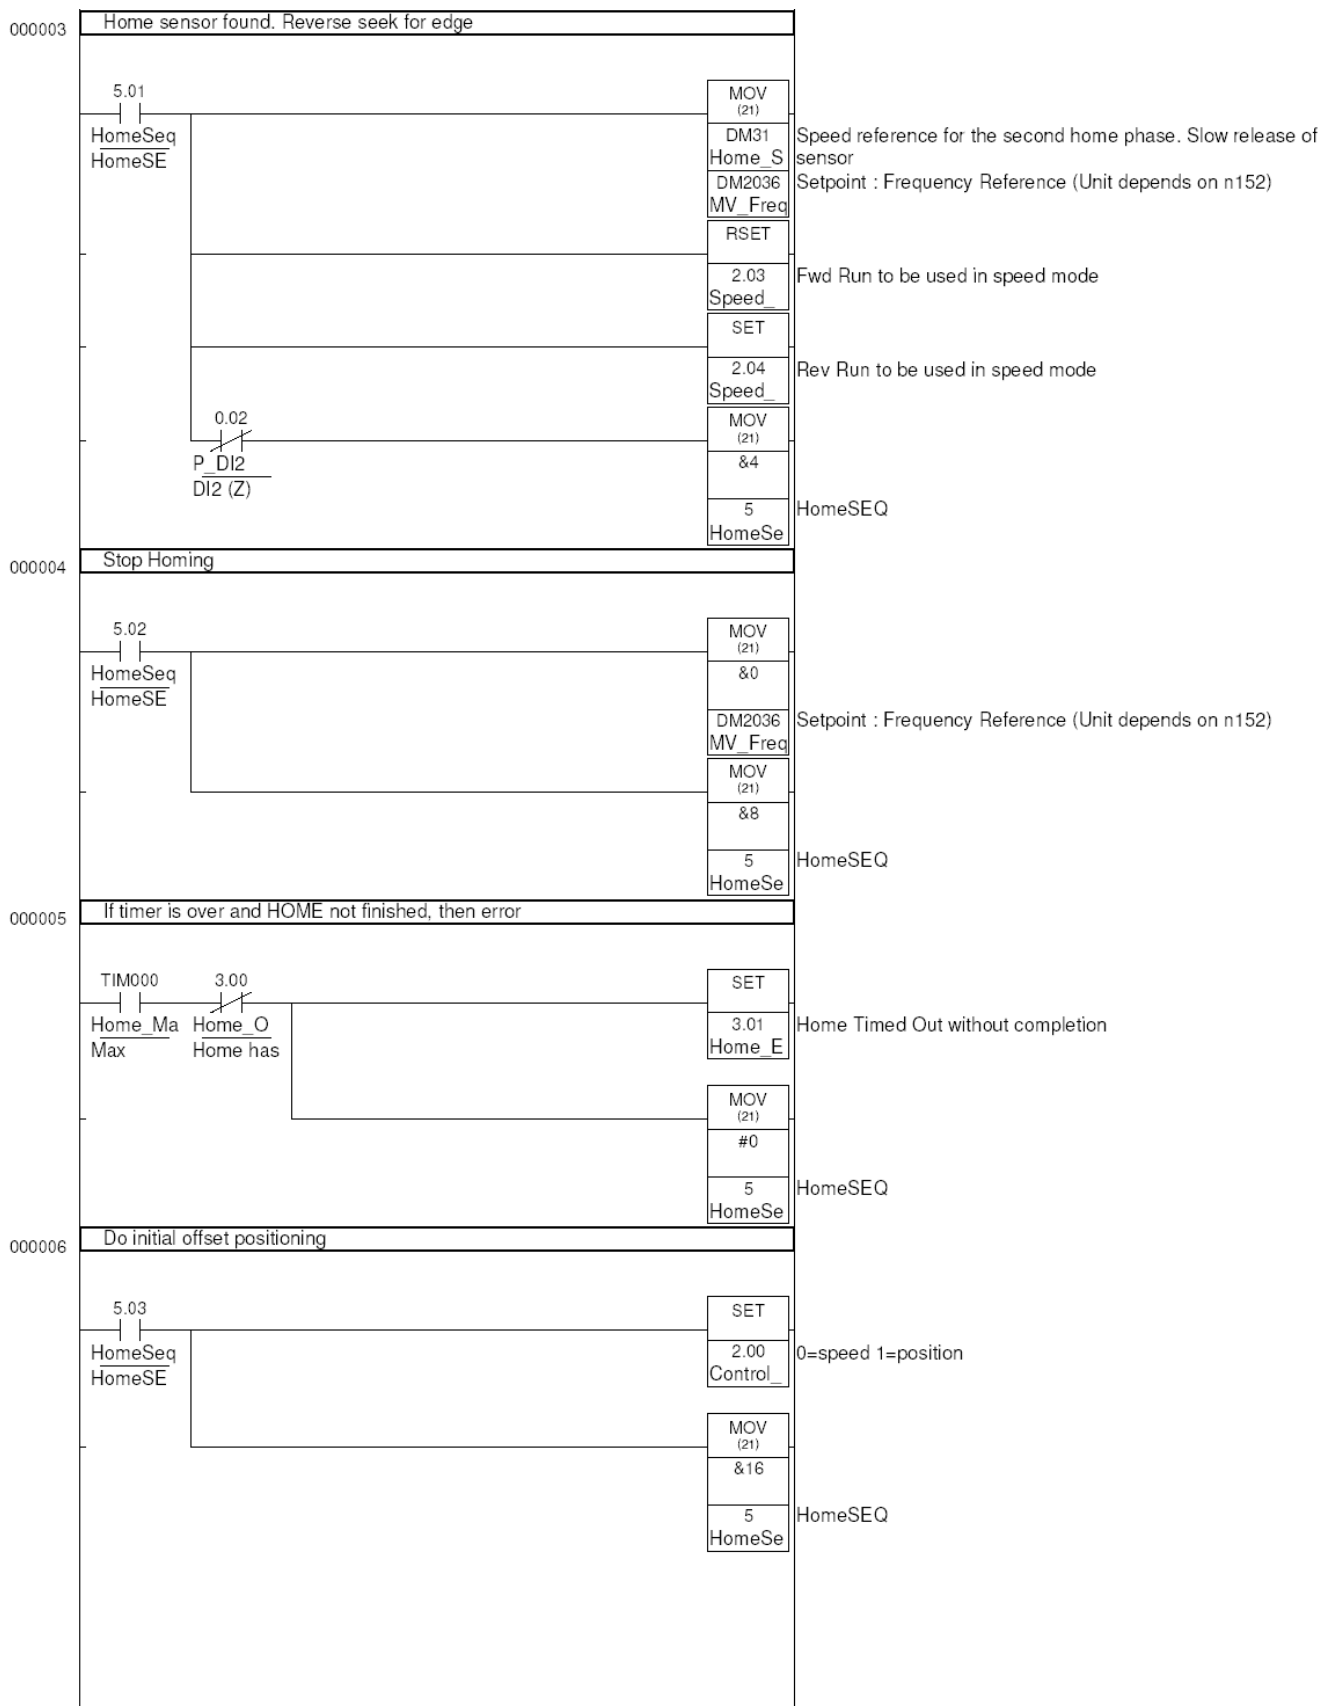 000003
Home sensor found. Reverse seek for edge
5.01
HomeSeq
HomeSE
MOV
(21)
DM31
Home_S
Speed reference for the second home phase. Slow release of
sensor
DM2036
MV_Freq
Setpoint : Frequency Reference (Unit depends on n152)
RSET
2.03
Speed_
Fwd Run to be used in speed mode
SET
2.04
Speed_
Rev Run to be used in speed mode
0.02
P_DI2
DI2 (Z)
MOV
(21)
&4
5
HomeSe
HomeSEQ
000004
Stop Homing
5.02
HomeSeq
HomeSE
MOV
(21)
&0
DM2036
MV_Freq
Setpoint : Frequency Reference (Unit depends on n152)
MOV
(21)
&8
5
HomeSe
HomeSEQ
000005
If timer is over and HOME not finished, then error
TIM000
Home_Ma
Max
3.00
Home_O
Home has
SET
3.01
Home_E
Home Timed Out without completion
MOV
(21)
#0
5
HomeSe
HomeSEQ
000006
Do initial offset positioning
5.03
HomeSeq
HomeSE
SET
2.00
Control_
0=speed 1=position
MOV
(21)
&16
5
HomeSe
HomeSEQ